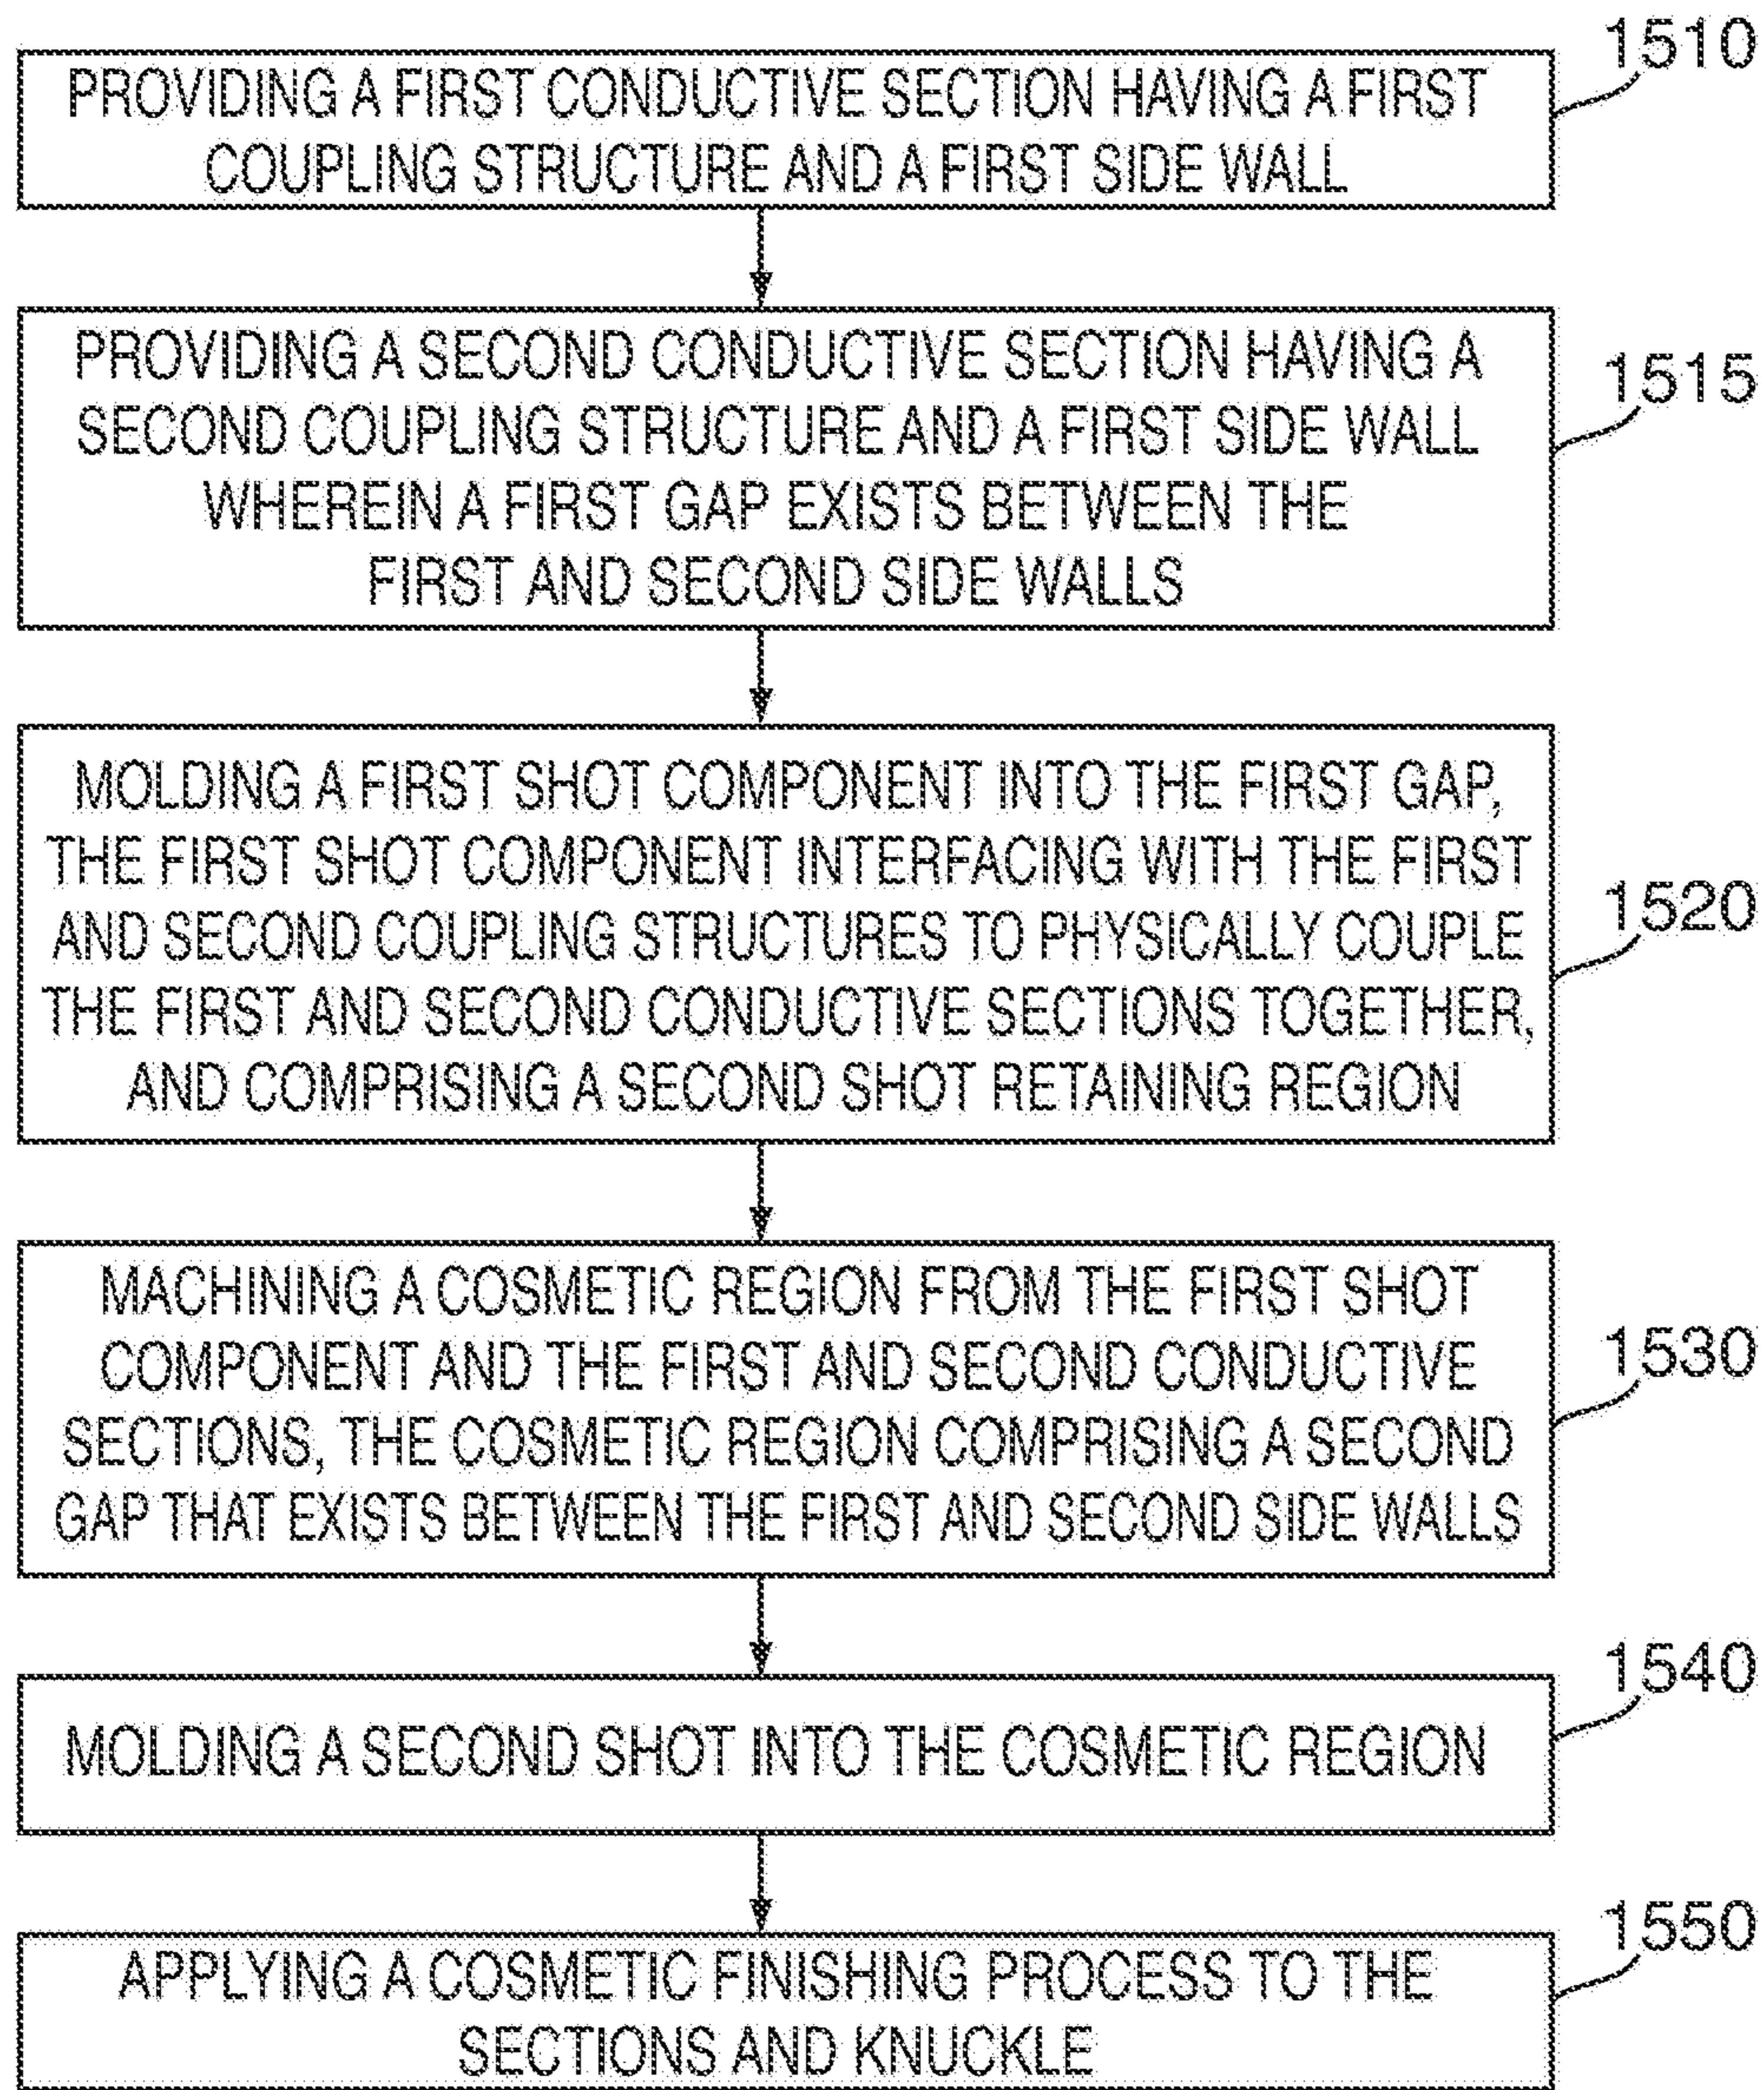 1510
PROVIDING A FIRST CONDUCTIVE SECTION HAVING A FIRST
COUPLING STRUCTURE AND A FIRST SIDE WALL
PROVIDING A SECOND CONDUCTIVE SECTION HAVING A
1515
SECOND COUPLING STRUCTURE AND A FIRST SIDE WALL
WHEREIN A FIRST GAP EXISTS BETWEEN THE
FIRST AND SECOND SIDE WALLS
MOLDING A FIRST SHOT COMPONENT INTO THE FIRST GAP,
THE FIRST SHOT COMPONENT INTERFACING WITH THE FIRST
1520
AND SECOND COUPLING STRUCTURES TO PHYSICALLY COUPLE
THE FIRST AND SECOND CONDUCTIVE SECTIONS TOGETHER,
AND COMPRISING A SECOND SHOT RETAINING REGION
MACHINING A COSMETIC REGION FROM THE FIRST SHOT
1530
COMPONENT AND THE FIRST AND SECOND CONDUCTIVE
SECTIONS, THE COSMETIC REGION COMPRISING A SECOND
GAP THAT EXISTS BETWEEN THE FIRST AND SECOND SIDE WALLS
1540
MOLDING A SECOND SHOT INTO THE COSMETIC REGION
1550
APPLYING A COSMETIC FINISHING PROCESS TO THE
SECTIONS AND KNUCKLE